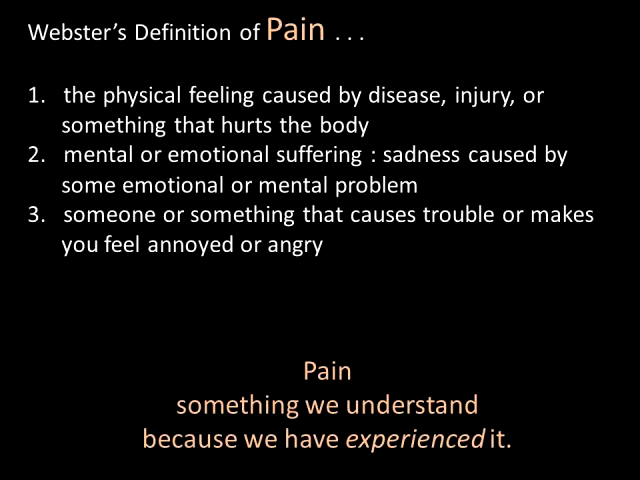 Webster's Definition of Pain . . .
1. the physical feeling caused by disease, injury, or
something that hurts the body
2. mental or emotional suffering : sadness caused by
some emotional or mental problem
3. someone or something that causes trouble or makes
you feel annoyed or angry
Pain
something we understand
because we have experienced it.